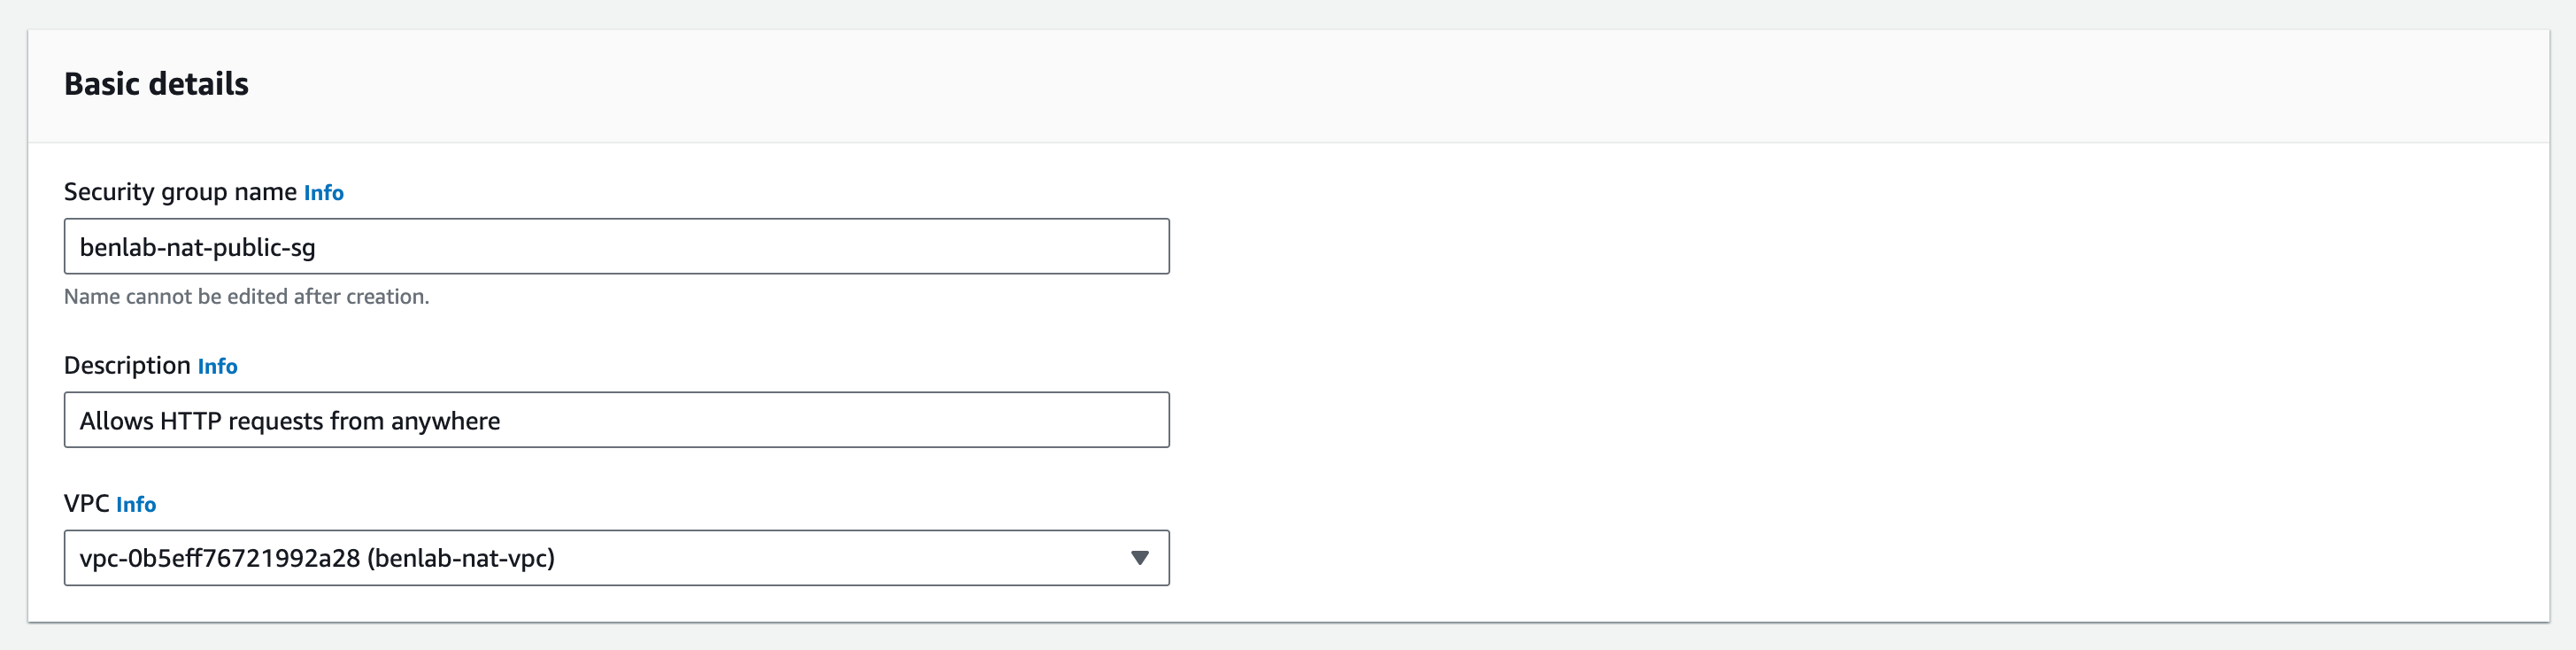 Basic details
Security group name Info
benlab-nat-public-sg
Name cannot be edited after creation.
Description Info
Allows HTTP requests from anywhere
VPC Info
vpc-0b5eff76721992a28 (benlab-nat-vpc)